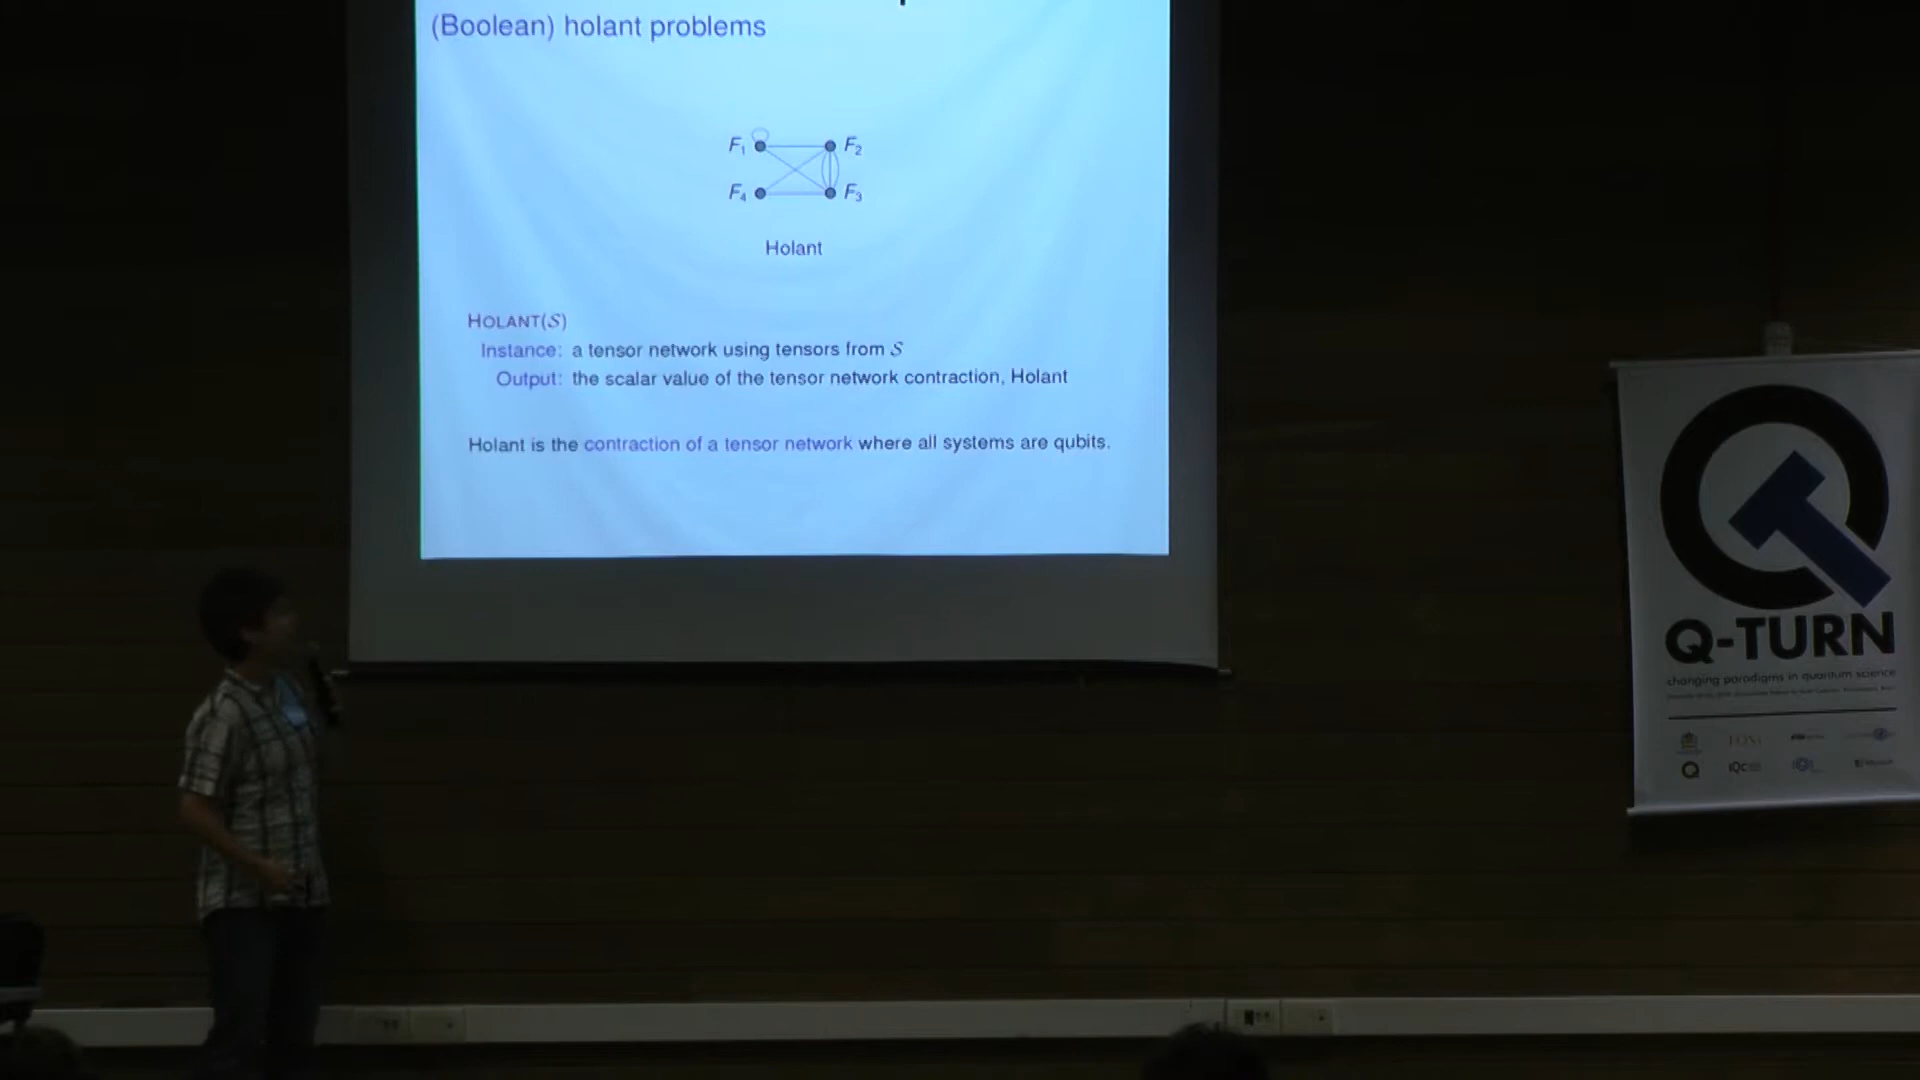 (Boolean) holant problems
F₁
F₂
F₄
F₃
Holant
HOLANT(𝒮)
Instance: a tensor network using tensors from 𝒮
Output: the scalar value of the tensor network contraction, Holant
Holant is the contraction of a tensor network where all systems are qubits.
Q-TURN
changing paradigms in quantum science
IQC
Microsoft